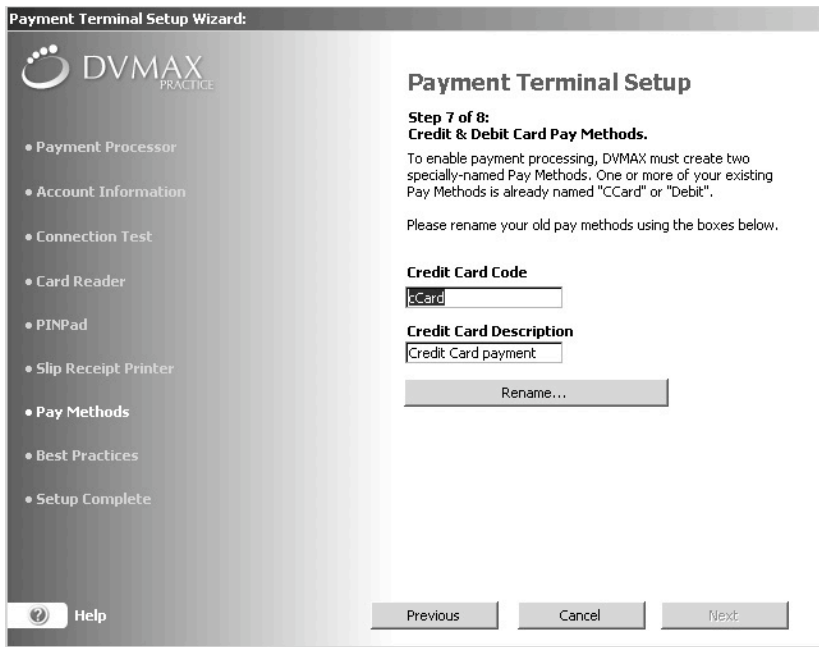 Payment Terminal Setup Wizard:
DVMAX
PRACTICE
• Payment Processor
• Account Information
• Connection Test
• Card Reader
• PINPad
• Slip Receipt Printer
• Pay Methods
• Best Practices
• Setup Complete
? Help
Payment Terminal Setup
Step 7 of 8:
Credit & Debit Card Pay Methods.
To enable payment processing, DVMAX must create two
specially-named Pay Methods. One or more of your existing
Pay Methods is already named "CCard" or "Debit".
Please rename your old pay methods using the boxes below.
Credit Card Code
cCard
Credit Card Description
Credit Card payment
Rename...
Previous
Cancel
Next